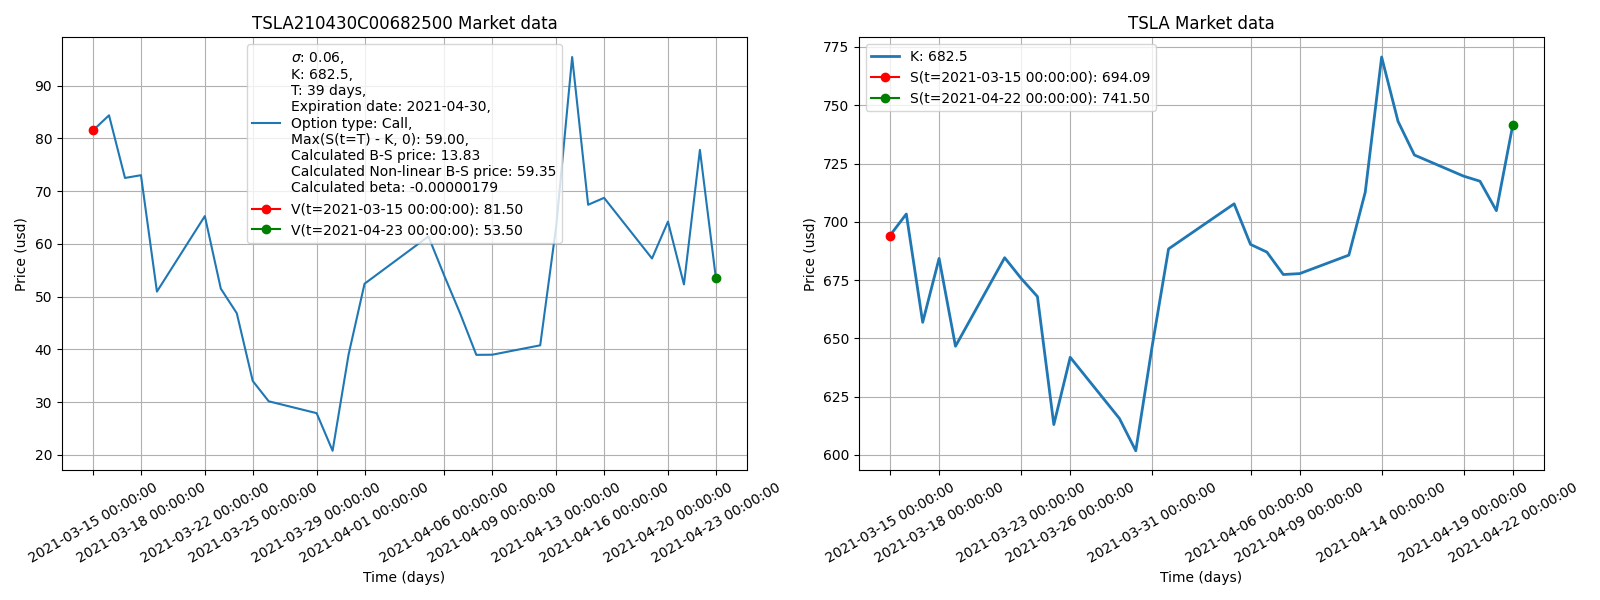 TSLA210430C00682500 Market data
Price (usd)
90
80
70
60
50
40
30
20
σ: 0.06,
K: 682.5,
T: 39 days,
Expiration date: 2021-04-30,
Option type: Call,
Max(S(t=T) - K, 0): 59.00,
Calculated B-S price: 13.83
Calculated Non-linear B-S price: 59.35
Calculated beta: -0.00000179
V(t=2021-03-15 00:00:00): 81.50
V(t=2021-04-23 00:00:00): 53.50
2021-03-15 00:00:00
2021-03-18 00:00:00
2021-03-22 00:00:00
2021-03-25 00:00:00
2021-03-29 00:00:00
2021-04-01 00:00:00
2021-04-06 00:00:00
2021-04-09 00:00:00
2021-04-13 00:00:00
2021-04-16 00:00:00
2021-04-20 00:00:00
2021-04-23 00:00:00
Time (days)
TSLA Market data
Price (usd)
775
750
725
700
675
650
625
600
K: 682.5
S(t=2021-03-15 00:00:00): 694.09
S(t=2021-04-22 00:00:00): 741.50
2021-03-15 00:00:00
2021-03-18 00:00:00
2021-03-23 00:00:00
2021-03-26 00:00:00
2021-03-31 00:00:00
2021-04-06 00:00:00
2021-04-09 00:00:00
2021-04-14 00:00:00
2021-04-19 00:00:00
2021-04-22 00:00:00
Time (days)